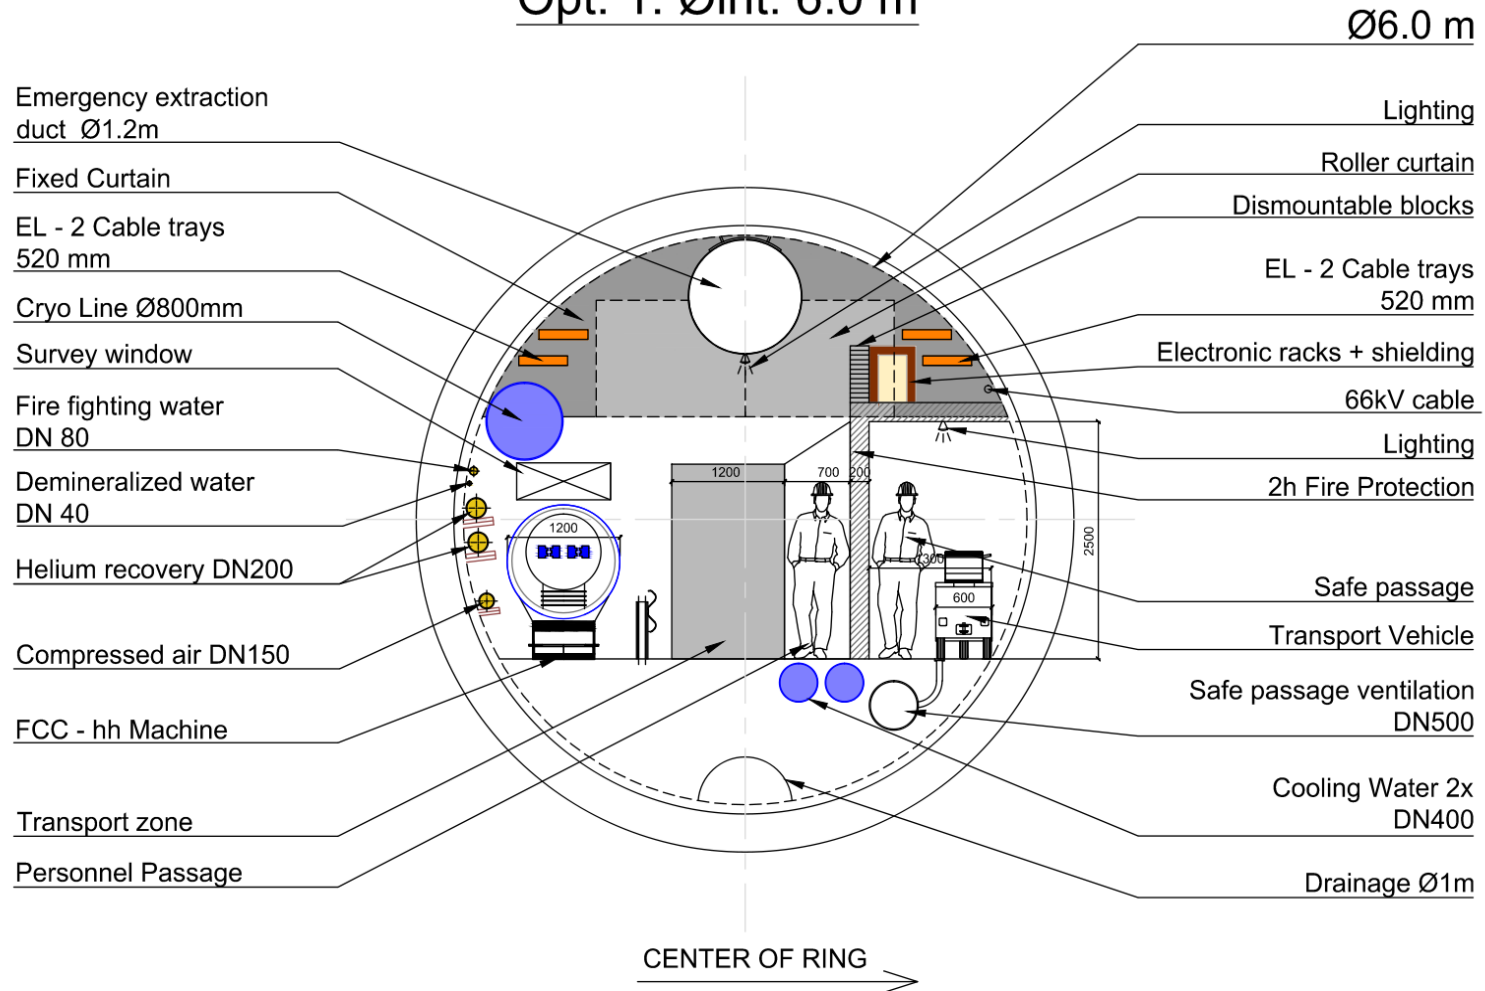 Opt. 1: Øint. 6.0 m
Ø6.0 m
Emergency extraction
duct Ø1.2m
Fixed Curtain
EL - 2 Cable trays
520 mm
Cryo Line Ø800mm
Survey window
Fire fighting water
DN 80
Demineralized water
DN 40
Helium recovery DN200
Compressed air DN150
FCC - hh Machine
Transport zone
Personnel Passage
Lighting
Roller curtain
Dismountable blocks
EL - 2 Cable trays
520 mm
Electronic racks + shielding
66kV cable
Lighting
2h Fire Protection
Safe passage
Transport Vehicle
Safe passage ventilation
DN500
Cooling Water 2x
DN400
Drainage Ø1m
1200
700
200
1200
2500
600
CENTER OF RING